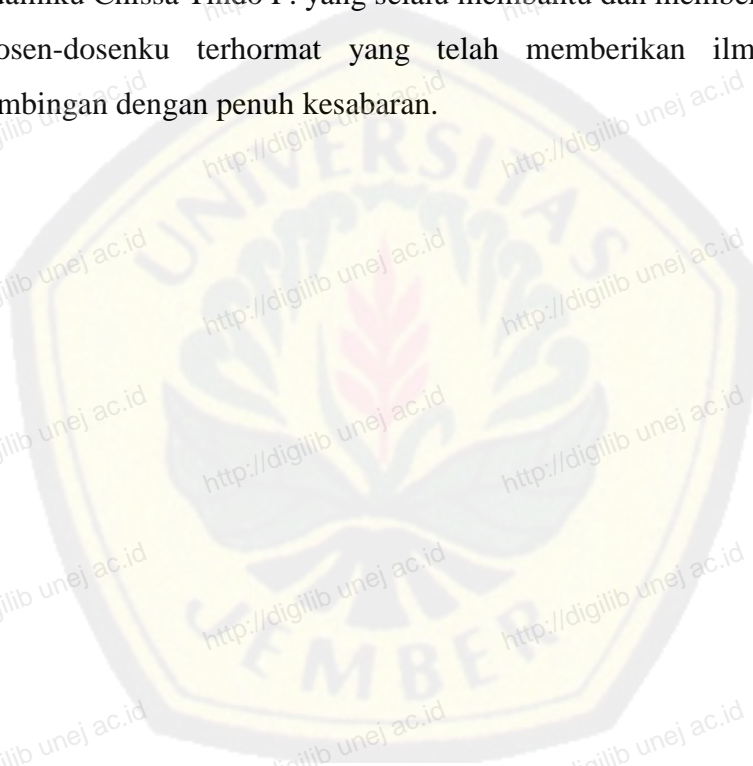 yang selalu membantu dan member
osen-dosenku terhormat yang telah memberikan ilm
mbingan dengan penuh kesabaran.
http://digilib unej ac.id
UNIVERSITAS
JEMBER